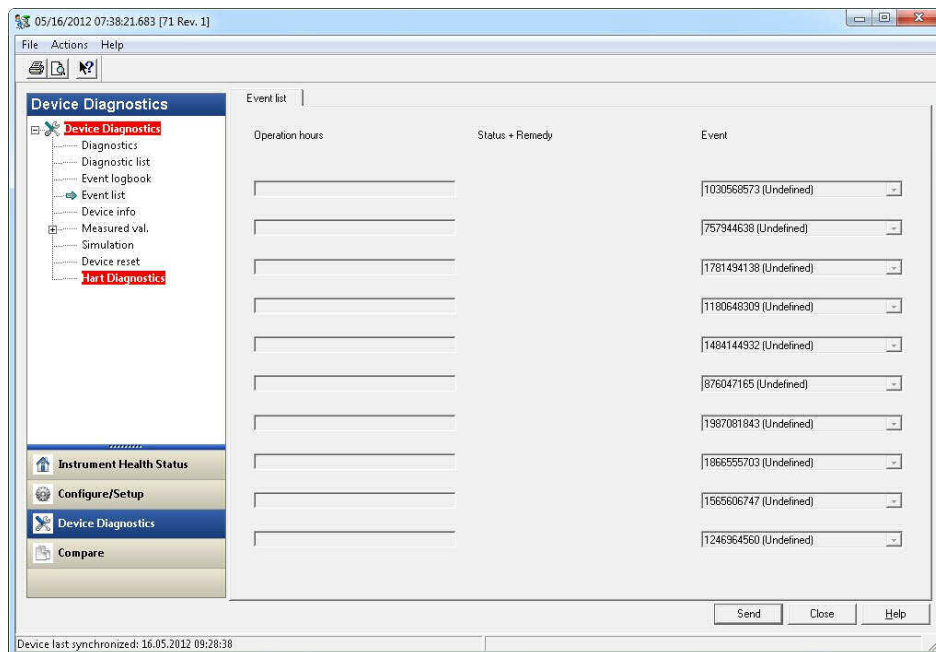 05/16/2012 07:38:21.683 [71 Rev. 1]
File Actions Help
Device Diagnostics
Device Diagnostics
Diagnostics
Diagnostic list
Event logbook
Event list
Device info
Measured val.
Simulation
Device reset
Hart Diagnostics
Instrument Health Status
Configure/Setup
Device Diagnostics
Compare
Event list
Operation hours Status + Remedy Event
1030568573 (Undefined)
757944638 (Undefined)
1781494138 (Undefined)
1180648309 (Undefined)
1484144932 (Undefined)
876047165 (Undefined)
1987081843 (Undefined)
1866555703 (Undefined)
1565606747 (Undefined)
1246964560 (Undefined)
Send Close Help
Device last synchronized: 16.05.2012 09:28:38